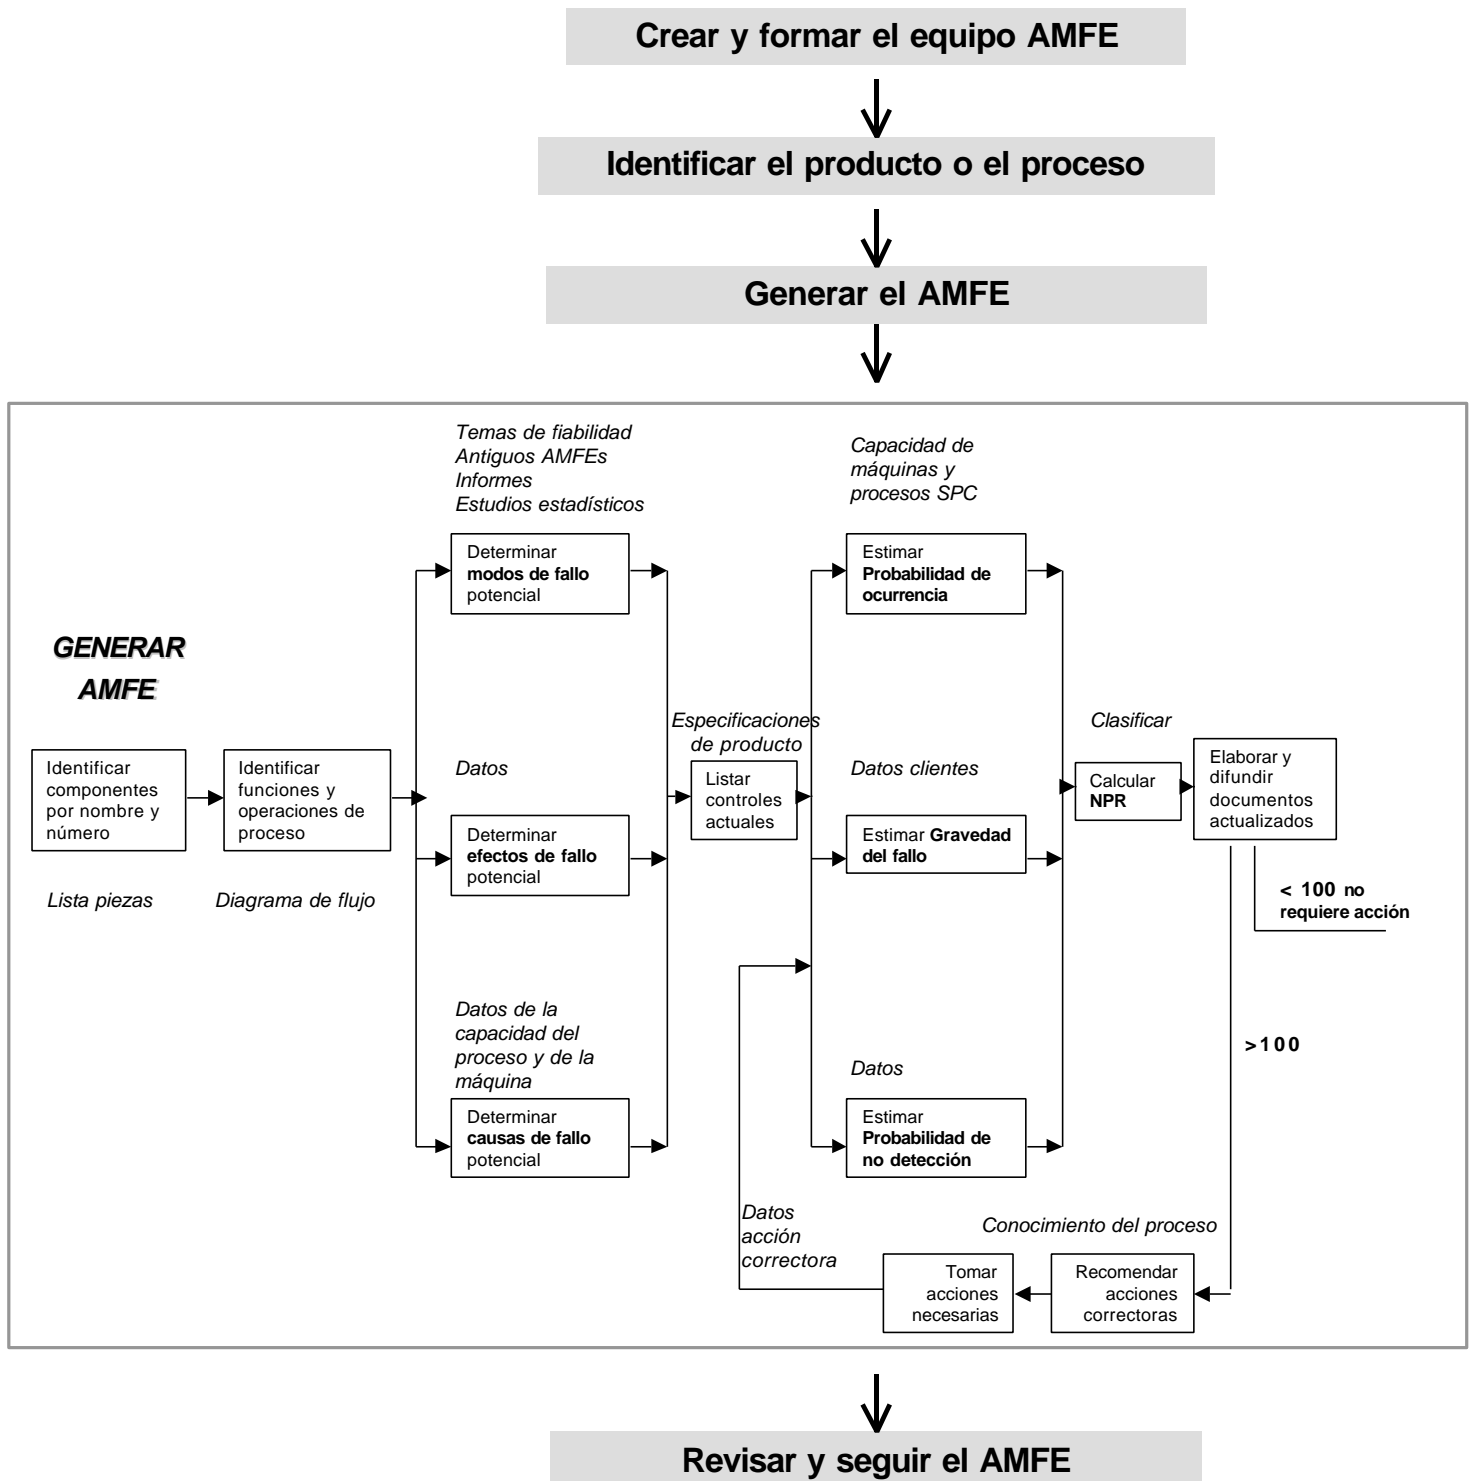 Crear y formar el equipo AMFE
Identificar el producto o el proceso
Generar el AMFE
Temas de fiabilidad
Antiguos AMFEs
Informes
Estudios estadísticos
Capacidad de
máquinas y
procesos SPC
Determinar
modos de fallo
potencial
Estimar
Probabilidad de
ocurrencia
GENERAR
AMFE
Especificaciones
de producto
Clasificar
Identificar
componentes
por nombre y
número
Identificar
funciones y
operaciones de
proceso
Datos
Listar
controles
actuales
Datos clientes
Calcular
NPR
Elaborar y
difundir
documentos
actualizados
Determinar
efectos de fallo
potencial
Estimar Gravedad
del fallo
Lista piezas
Diagrama de flujo
< 100 no
requiere acción
Datos de la
capacidad del
proceso y de la
máquina
Datos
>100
Determinar
causas de fallo
potencial
Estimar
Probabilidad de
no detección
Datos
acción
correctora
Conocimiento del proceso
Tomar
acciones
necesarias
Recomendar
acciones
correctoras
Revisar y seguir el AMFE